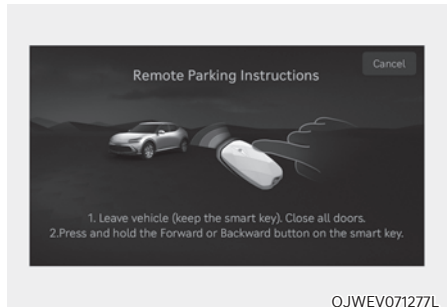 Cancel
Remote Parking Instructions
1. Leave vehicle (keep the smart key). Close all doors.
2.Press and hold the Forward or Backward button on the smart key.
OJWEV071277L